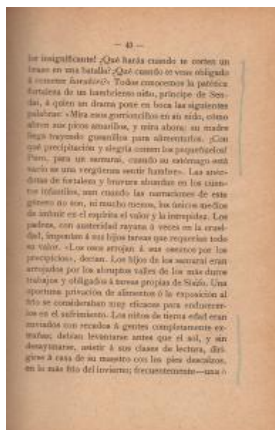 — 43 —
lor insignificante! ¿Qué harás cuando te corten un
brazo en una batalla? ¿Qué cuando te veas obligado
á cometer harakiri?» Todos conocemos la patética
fortaleza de un hambriento niño, príncipe de Sen-
dai, á quien un drama pone en boca las siguientes
palabras: «Mira esos gorrioncillos en su nido, cómo
abren sus picos amarillos, y mira ahora: su madre
llega trayendo gusanillos para alimentarlos. ¡Con
qué precipitación y alegría comen los pequeñuelos!
Pero, para un samurai, cuando su estómago está
vacío es una vergüenza sentir hambre». Las anéc-
dotas de fortaleza y bravura abundan en los cuen-
tos infantiles, aun cuando las narraciones de este
género no son, ni mucho menos, los únicos medios
de imbuir en el espíritu el valor y la intrepidez. Los
padres, con austeridad rayana á veces en la cruel-
dad, imponían á sus hijos tareas que requerían todo
su valor. «Los osos arrojan á sus oseznos por los
precipicios», decían. Los hijos de los samurai eran
arrojados por los abruptos valles de los más duros
trabajos y obligados á tareas propias de Sísifo. Una
oportuna privación de alimentos ó la exposición al
frío se consideraban muy eficaces para endurecer-
los en el sufrimiento. Los niños de tierna edad eran
enviados con recados á gentes completamente ex-
trañas; debían levantarse antes que el sol, y sin
desayunarse, asistir á sus clases de lectura, diri-
girse á casa de su maestro con los pies descalzos,
en lo más frío del invierno; frecuentemente—una ó